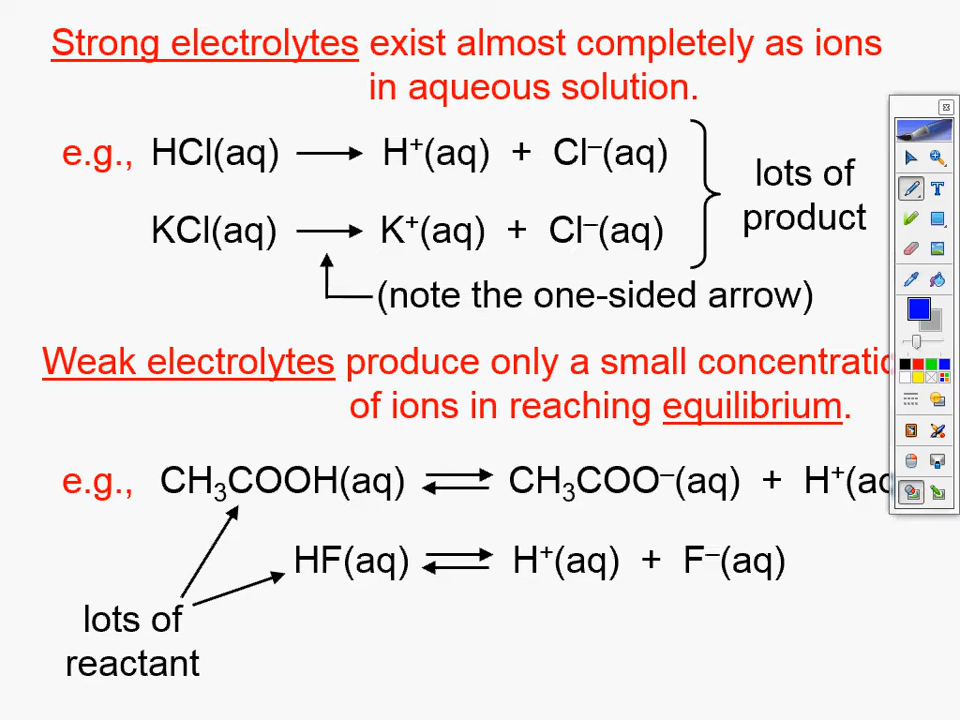 Strong electrolytes exist almost completely as ions
in aqueous solution.
e.g., HCl(aq) ⟶ H⁺(aq) + Cl⁻(aq)
lots of
product
KCl(aq) ⟶ K⁺(aq) + Cl⁻(aq)
(note the one-sided arrow)
Weak electrolytes produce only a small concentratio
of ions in reaching equilibrium.
e.g., CH₃COOH(aq) ⇌ CH₃COO⁻(aq) + H⁺(aq
HF(aq) ⇌ H⁺(aq) + F⁻(aq)
lots of
reactant
T